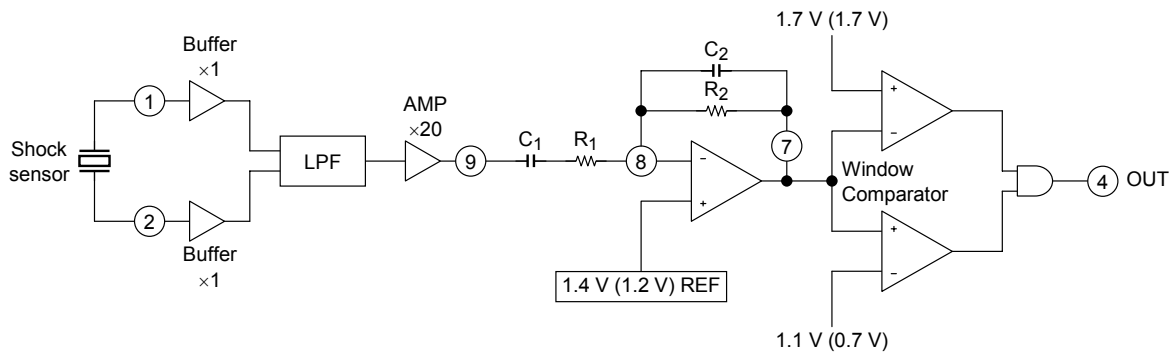 1.7 V (1.7 V)
Buffer
×1
C2
R2
1
AMP
×20
+
−
7
Shock
sensor
LPF
9
C1
R1
8
−
+
Window
Comparator
4
OUT
2
Buffer
×1
+
−
1.4 V (1.2 V) REF
1.1 V (0.7 V)